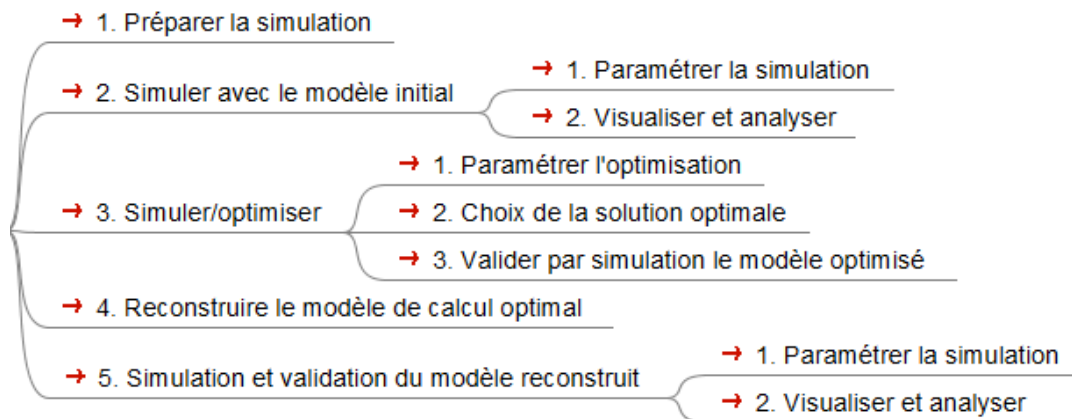 1. Préparer la simulation
2. Simuler avec le modèle initial
1. Paramétrer la simulation
2. Visualiser et analyser
3. Simuler/optimiser
1. Paramétrer l'optimisation
2. Choix de la solution optimale
3. Valider par simulation le modèle optimisé
4. Reconstruire le modèle de calcul optimal
5. Simulation et validation du modèle reconstruit
1. Paramétrer la simulation
2. Visualiser et analyser